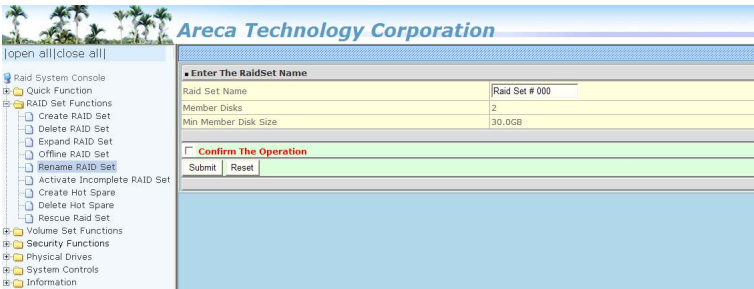 Areca Technology Corporation
|open all|close all|
Raid System Console
Quick Function
RAID Set Functions
Create RAID Set
Delete RAID Set
Expand RAID Set
Offline RAID Set
Rename RAID Set
Activate Incomplete RAID Set
Create Hot Spare
Delete Hot Spare
Rescue Raid Set
Volume Set Functions
Security Functions
Physical Drives
System Controls
Information
Enter The RaidSet Name
Raid Set Name Raid Set # 000
Member Disks 2
Min Member Disk Size 30.0GB
Confirm The Operation
Submit Reset